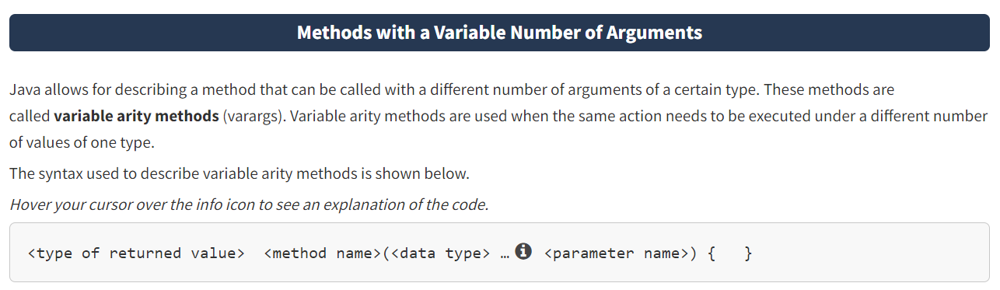 Methods with a Variable Number of Arguments
Java allows for describing a method that can be called with a different number of arguments of a certain type. These methods are
called variable arity methods (varargs). Variable arity methods are used when the same action needs to be executed under a different number
of values of one type.
The syntax used to describe variable arity methods is shown below.
Hover your cursor over the info icon to see an explanation of the code.
<type of returned value>  <method name>(<data type> … i <parameter name>) {   }